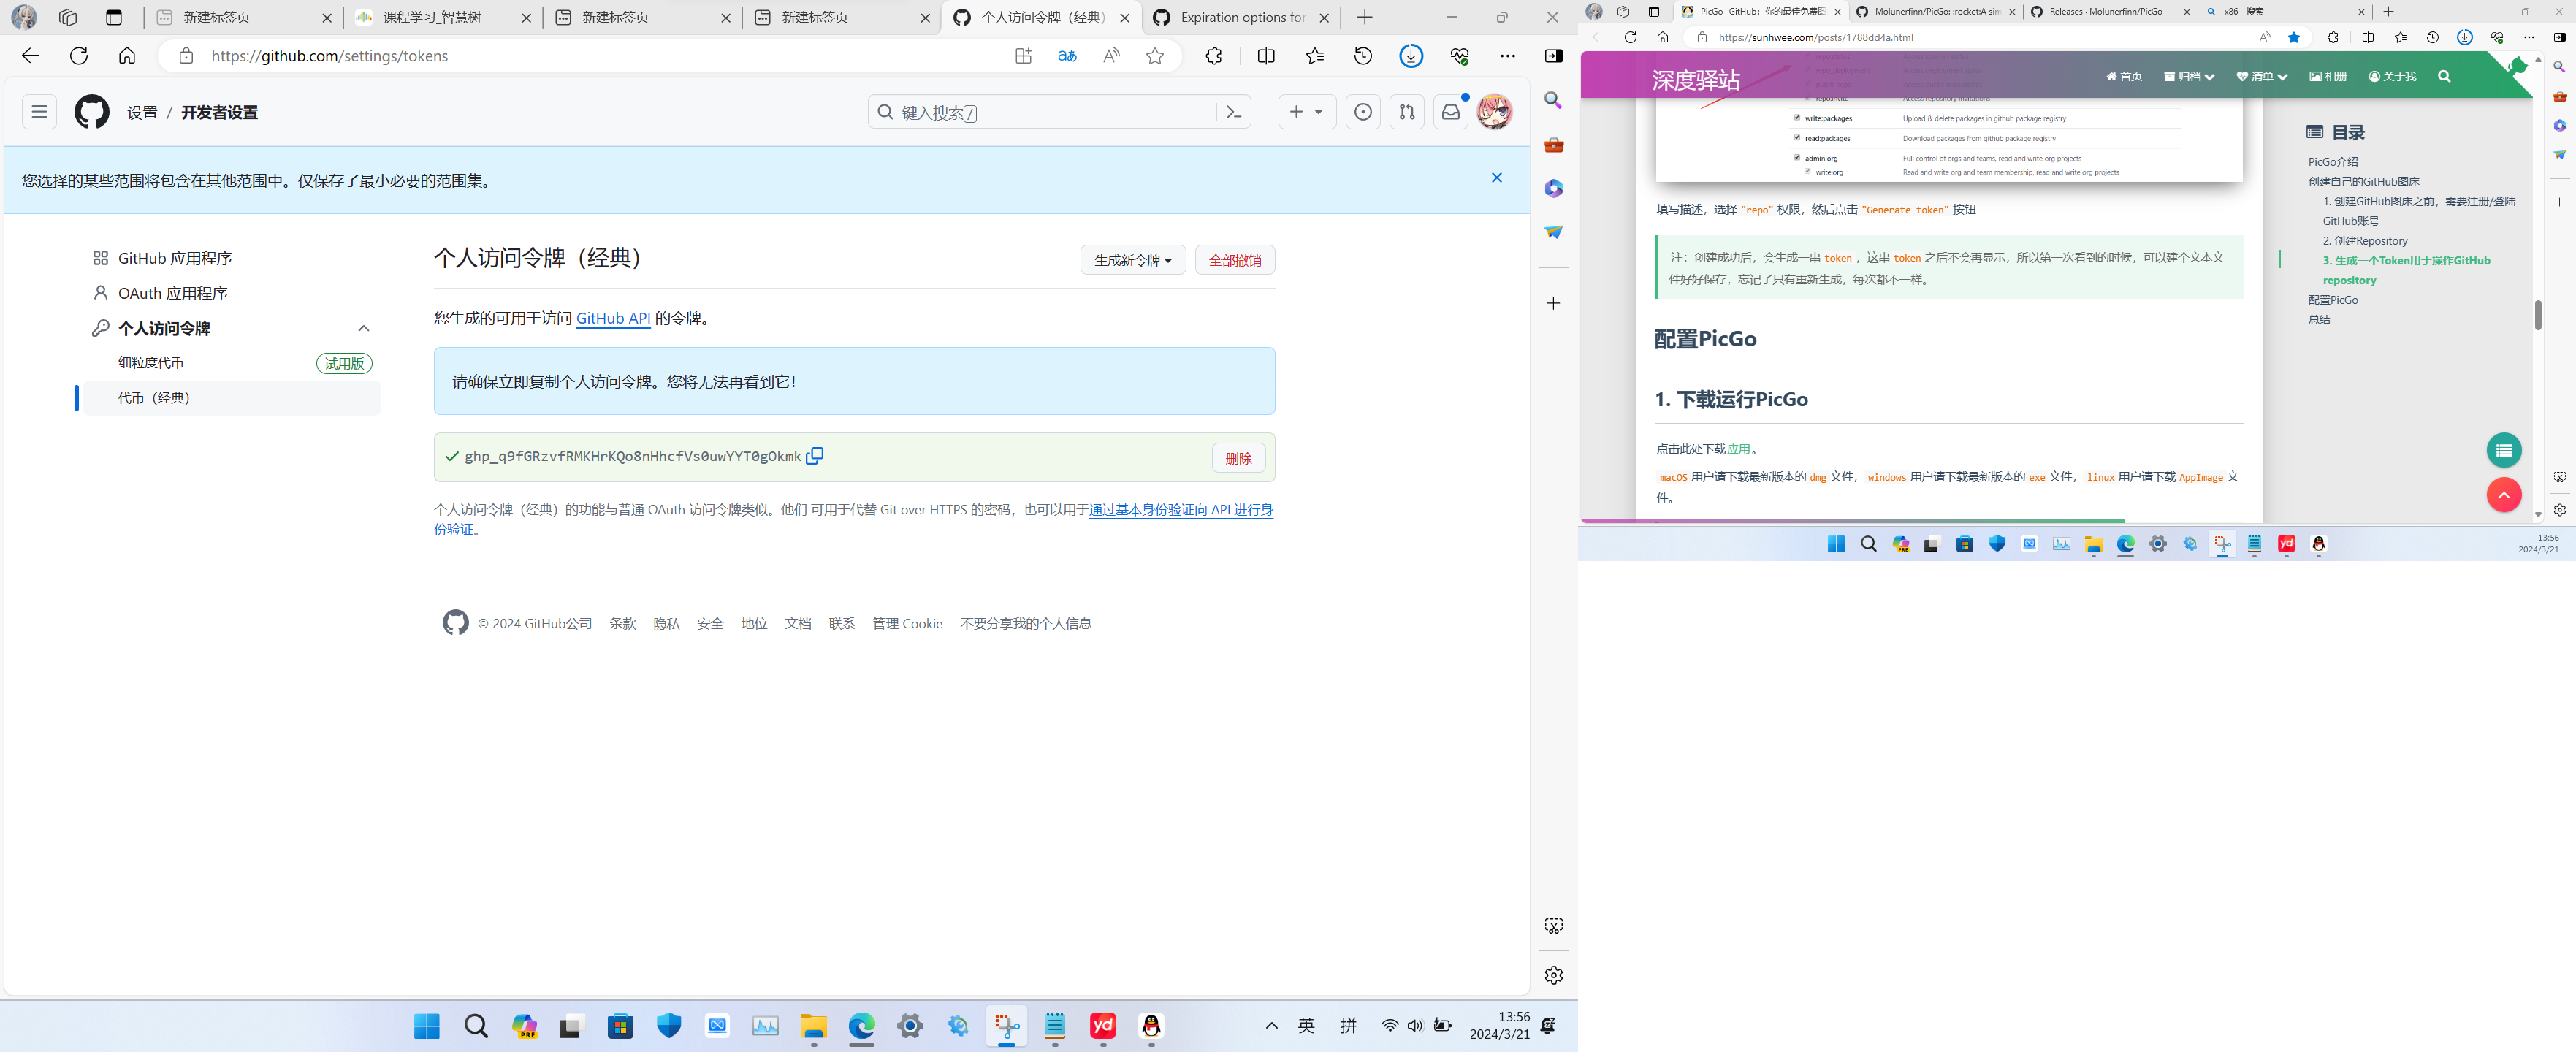 新建标签页
课程学习_智慧树
新建标签页
新建标签页
个人访问令牌（经典）
Expiration options for
https://github.com/settings/tokens
设置 / 开发者设置
键入搜索/
您选择的某些范围将包含在其他范围中。仅保存了最小必要的范围集。
GitHub 应用程序
OAuth 应用程序
个人访问令牌
细粒度代币
试用版
代币（经典）
个人访问令牌（经典）
生成新令牌
全部撤销
您生成的可用于访问 GitHub API 的令牌。
请确保立即复制个人访问令牌。您将无法再看到它！
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
删除
个人访问令牌（经典）的功能与普通 OAuth 访问令牌类似。他们 可用于代替 Git over HTTPS 的密码，也可以用于通过基本身份验证向 API 进行身
份验证。
© 2024 GitHub公司 条款 隐私 安全 地位 文档 联系 管理 Cookie 不要分享我的个人信息
PRE
yd
英
拼
13:56
2024/3/21
PicGo+GitHub：你的最佳免费图
Molunerfinn/PicGo: :rocket:A sim
Releases · Molunerfinn/PicGo
x86 - 搜索
https://sunhwee.com/posts/1788dd4a.html
深度驿站
首页
归档
清单
相册
关于我
repo:invite Access repository invitations
write:packages Upload & delete packages in github package registry
read:packages Download packages from github package registry
admin:org Full control of orgs and teams, read and write org projects
write:org Read and write org and team membership, read and write org projects
填写描述，选择 "repo" 权限，然后点击 "Generate token" 按钮
注：创建成功后，会生成一串 token ，这串 token 之后不会再显示，所以第一次看到的时候，可以建个文本文
件好好保存，忘记了只有重新生成，每次都不一样。
配置PicGo
1. 下载运行PicGo
点击此处下载应用。
macOS 用户请下载最新版本的 dmg 文件， windows 用户请下载最新版本的 exe 文件， linux 用户请下载 AppImage 文
件。
目录
PicGo介绍
创建自己的GitHub图床
1. 创建GitHub图床之前，需要注册/登陆
GitHub账号
2. 创建Repository
3. 生成一个Token用于操作GitHub
repository
配置PicGo
总结
PRE
yd
13:56
2024/3/21